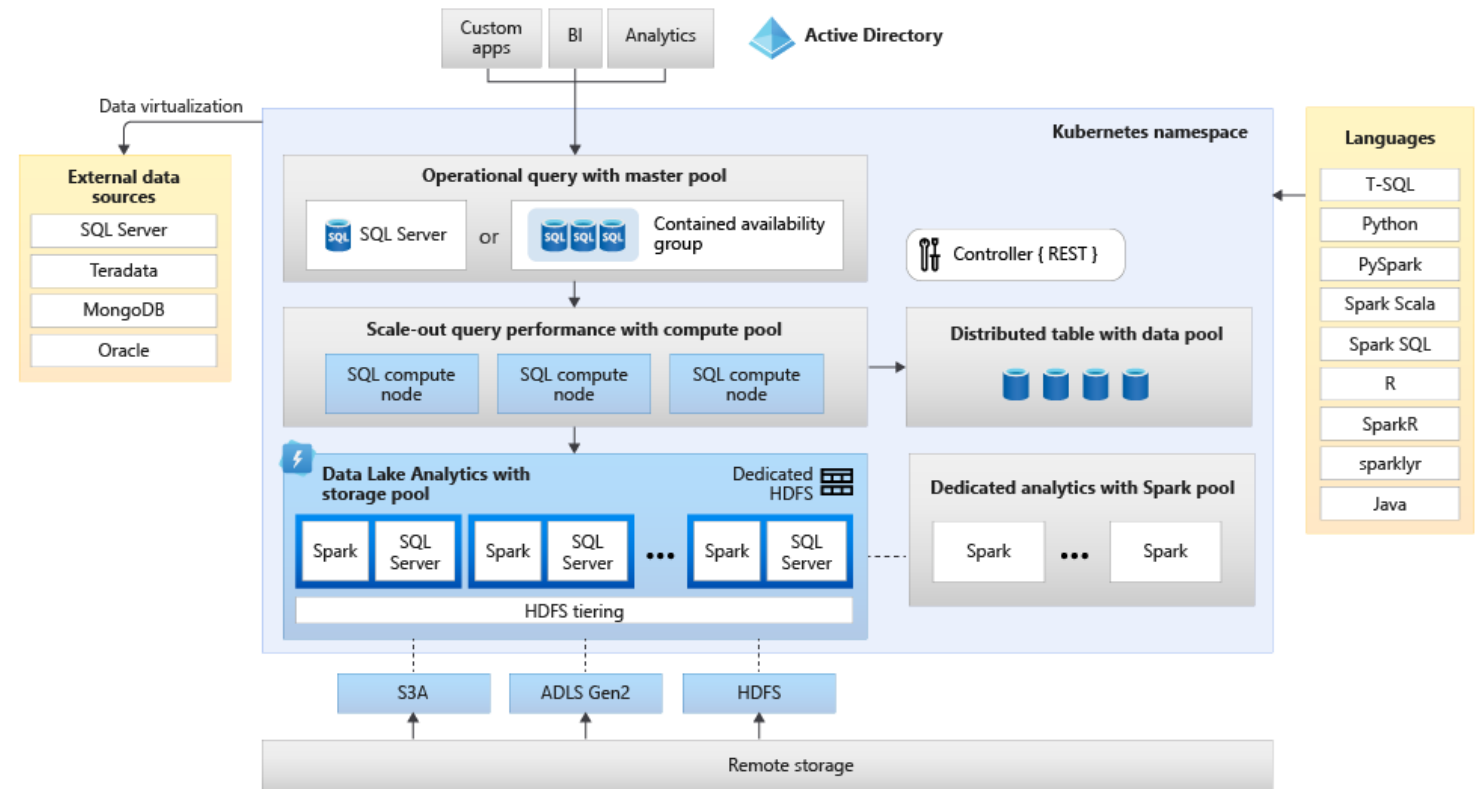 Custom
apps
BI
Analytics
Active Directory
Data virtualization
External data
sources
SQL Server
Teradata
MongoDB
Oracle
Kubernetes namespace
Operational query with master pool
SQL
SQL Server
or
SQL SQL SQL
Contained availability
group
Controller { REST }
Scale-out query performance with compute pool
SQL compute
node
SQL compute
node
SQL compute
node
Distributed table with data pool
Data Lake Analytics with
storage pool
Dedicated
HDFS
Spark
SQL
Server
Spark
SQL
Server
•••
Spark
SQL
Server
HDFS tiering
Dedicated analytics with Spark pool
Spark
•••
Spark
Languages
T-SQL
Python
PySpark
Spark Scala
Spark SQL
R
SparkR
sparklyr
Java
S3A
ADLS Gen2
HDFS
Remote storage